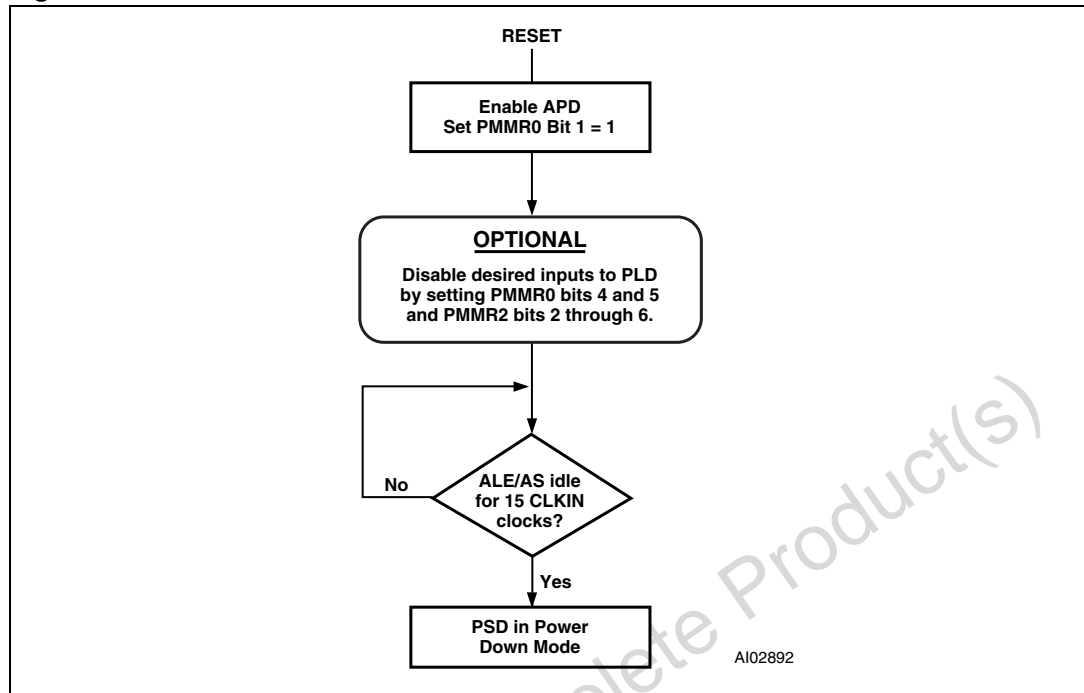 RESET
Enable APD
Set PMMR0 Bit 1 = 1
OPTIONAL
Disable desired inputs to PLD
by setting PMMR0 bits 4 and 5
and PMMR2 bits 2 through 6.
No
ALE/AS idle
for 15 CLKIN
clocks?
Yes
PSD in Power
Down Mode
AI02892
Product(s)